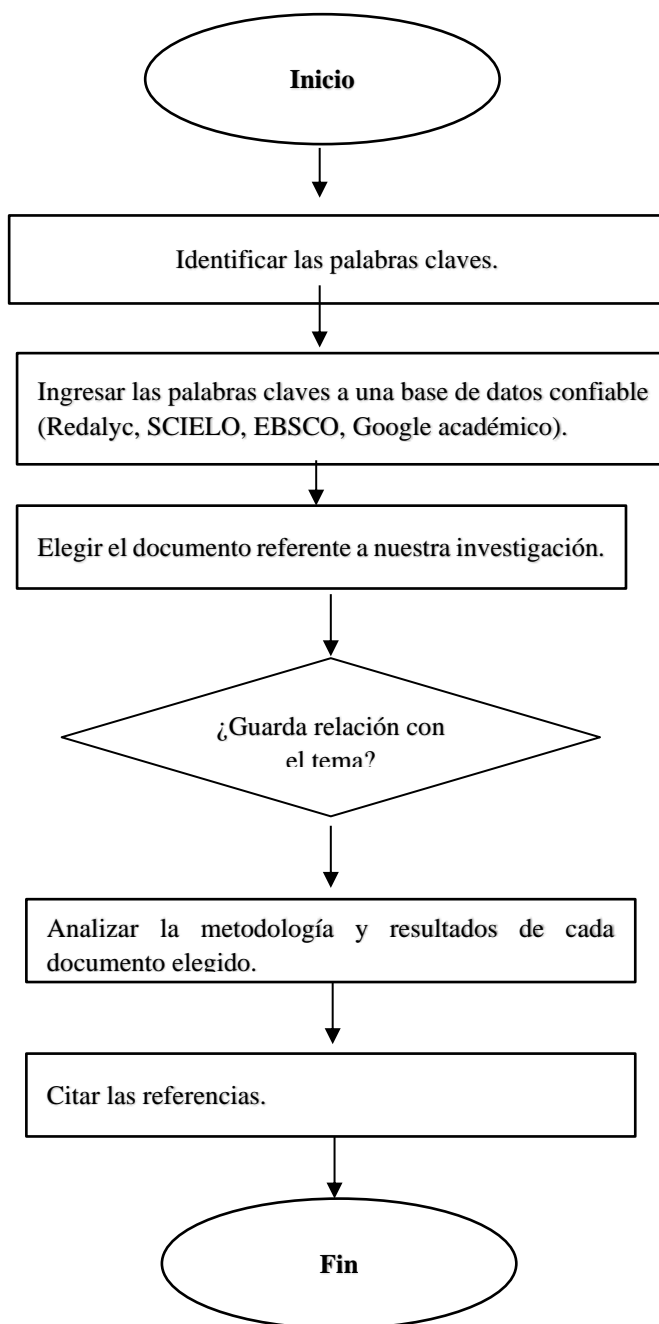 Inicio
Identificar las palabras claves.
Ingresar las palabras claves a una base de datos confiable
(Redalyc, SCIELO, EBSCO, Google académico).
Elegir el documento referente a nuestra investigación.
¿Guarda relación con
el tema?
Analizar la metodología y resultados de cada
documento elegido.
Citar las referencias.
Fin